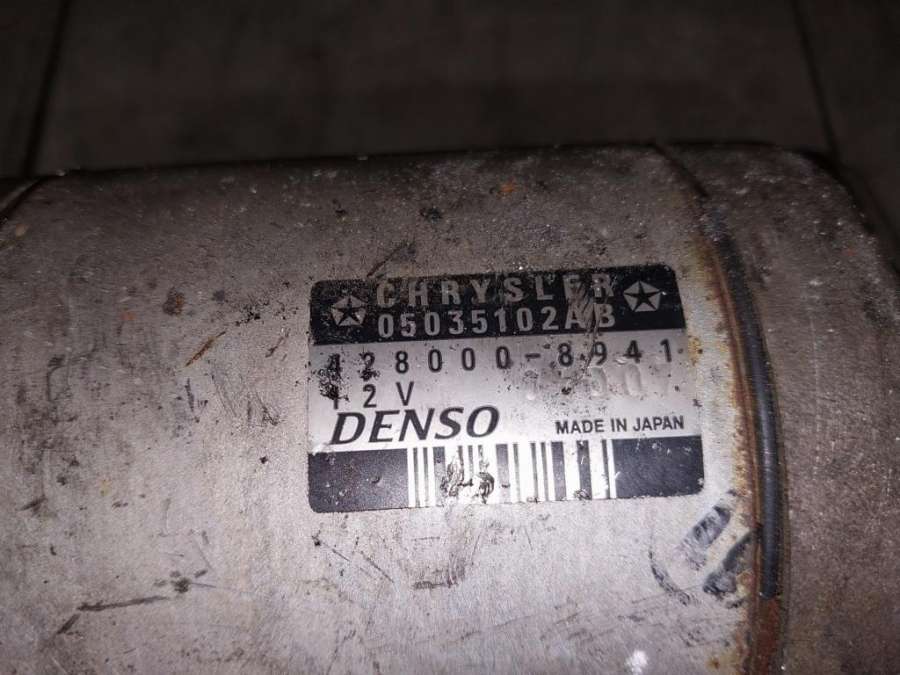 CHRYSLER
05035102AB
428000-8941
12V
DENSO MADE IN JAPAN